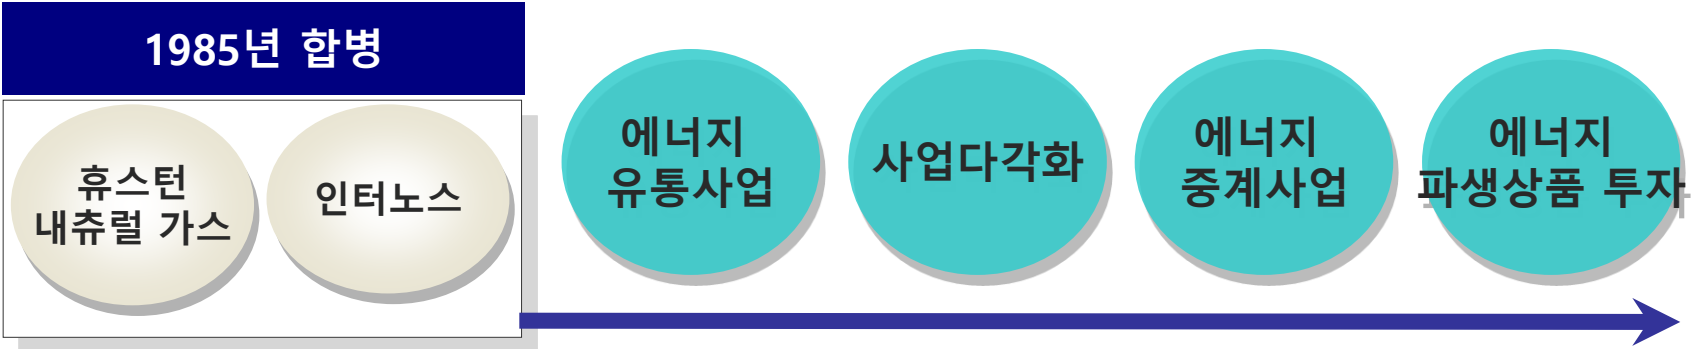 1985년 합병
휴스턴
내츄럴 가스
인터노스
에너지
유통사업
사업다각화
에너지
중계사업
에너지
파생상품 투자